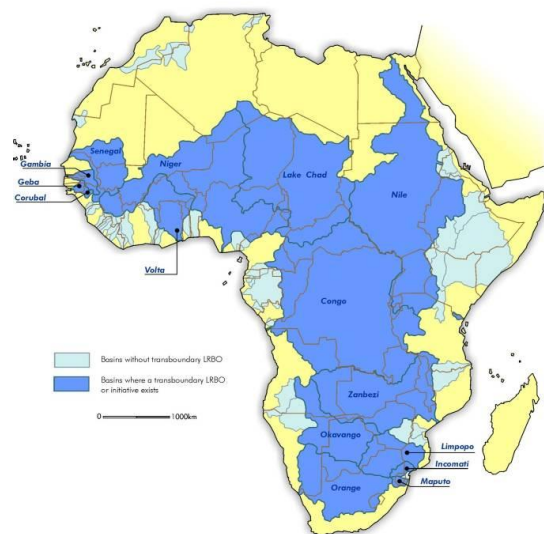 Senegal
Gambia
Niger
Geba
Lake Chad
Nile
Corubal
Volta
Congo
Basins without transboundary LRBO
Basins where a transboundary LRBO
or initiative exists
Zanbezi
0 1000km
Okavango
Limpopo
Incomati
Orange
Maputo